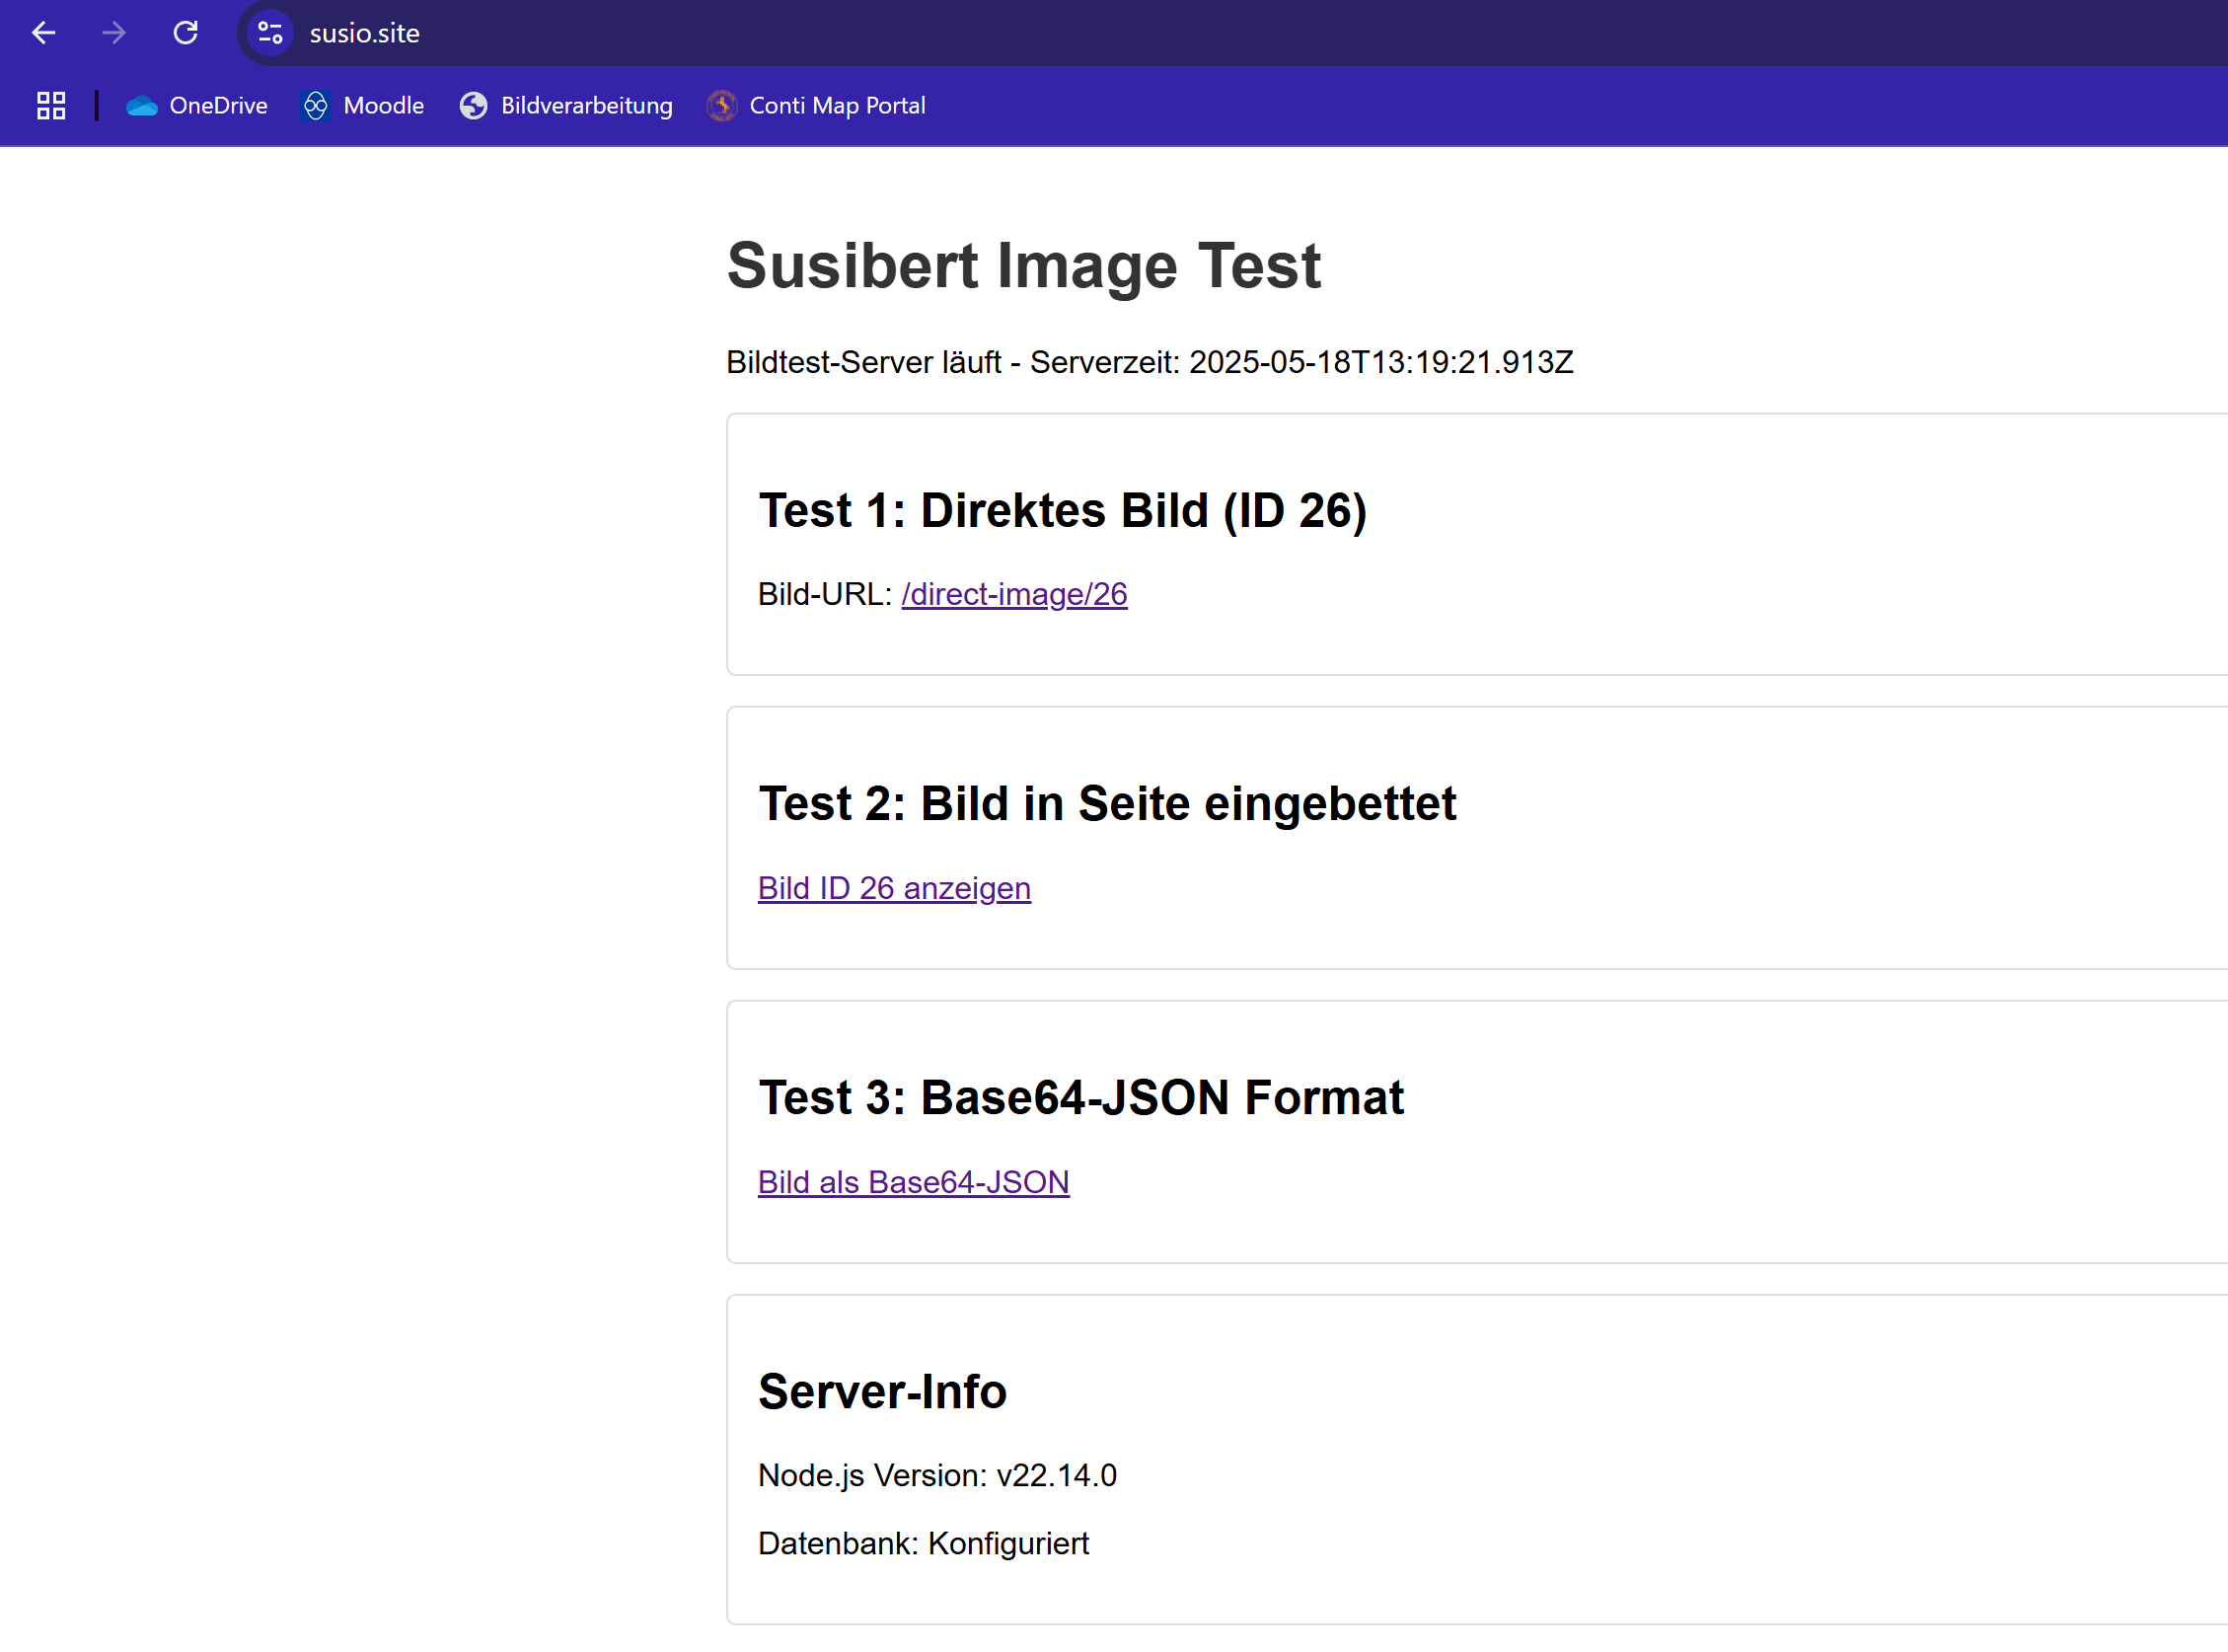 susio.site
OneDrive Moodle Bildverarbeitung Conti Map Portal
Susibert Image Test
Bildtest-Server läuft - Serverzeit: 2025-05-18T13:19:21.913Z
Test 1: Direktes Bild (ID 26)
Bild-URL: /direct-image/26
Test 2: Bild in Seite eingebettet
Bild ID 26 anzeigen
Test 3: Base64-JSON Format
Bild als Base64-JSON
Server-Info
Node.js Version: v22.14.0
Datenbank: Konfiguriert